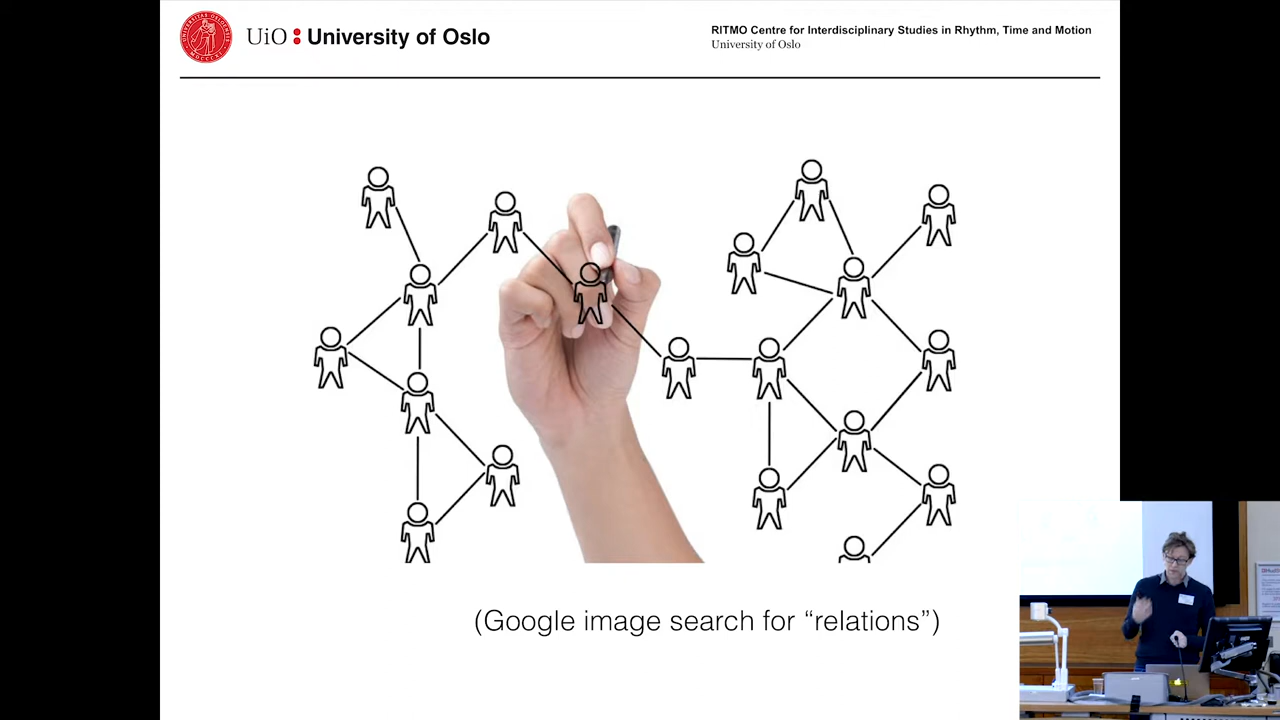 UiO : University of Oslo
RITMO Centre for Interdisciplinary Studies in Rhythm, Time and Motion
University of Oslo
(Google image search for “relations”)